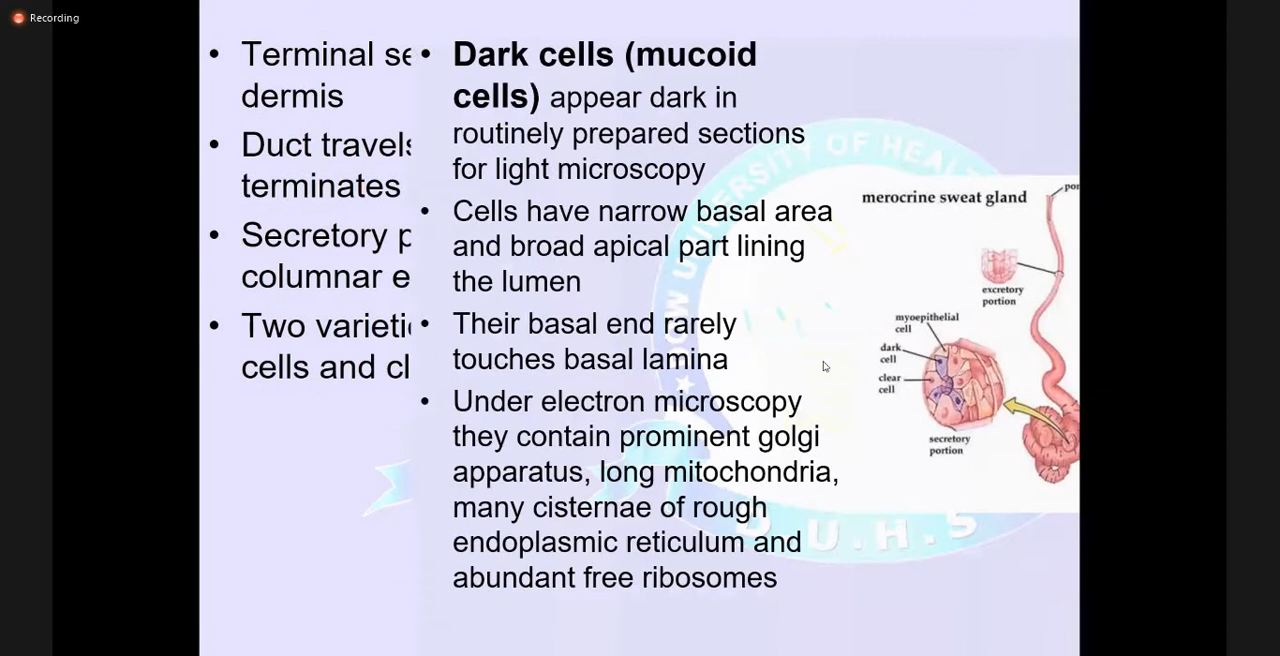 Recording
• Terminal
dermis
• Duct travels
terminates
• Secretory
columnar
• Two
cells and
• Dark cells (mucoid
cells) appear dark in
routinely prepared sections
for light microscopy
• Cells have narrow basal area
and broad apical part lining
the lumen
• Their basal end rarely
touches basal lamina
• Under electron microscopy
they contain prominent golgi
apparatus, long mitochondria,
many cisternae of rough
endoplasmic reticulum and
abundant free ribosomes
merocrine sweat gland
excretory
portion
myoepithelial
cell
dark
cell
clear
cell
secretory
portion
DOW UNIVERSITY OF HEAL
D.U.H.S